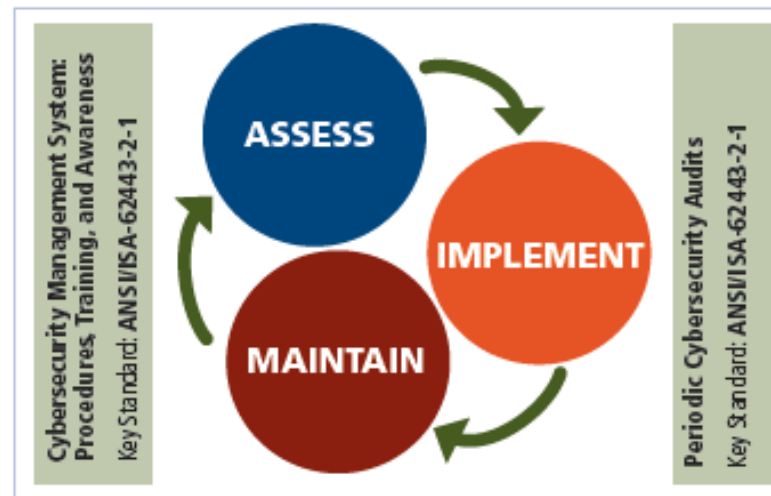 Cybersecurity Management System:
Procedures, Training, and Awareness
Key Standard: ANSI/ISA-62443-2-1
ASSESS
IMPLEMENT
MAINTAIN
Periodic Cybersecurity Audits
Key Standard: ANSI/ISA-62443-2-1